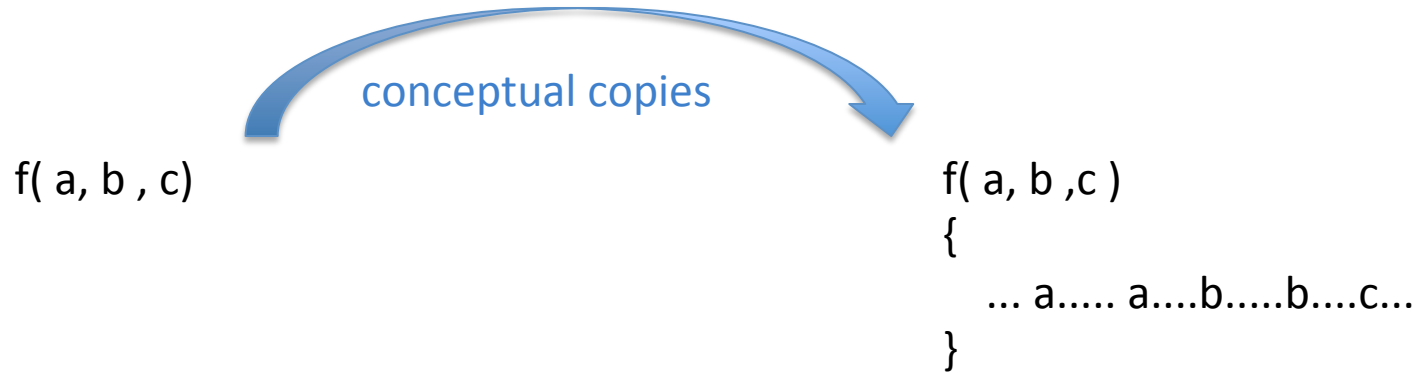 conceptual copies
f( a, b , c)
f( a, b ,c )
{
... a..... a....b.....b....c...
}